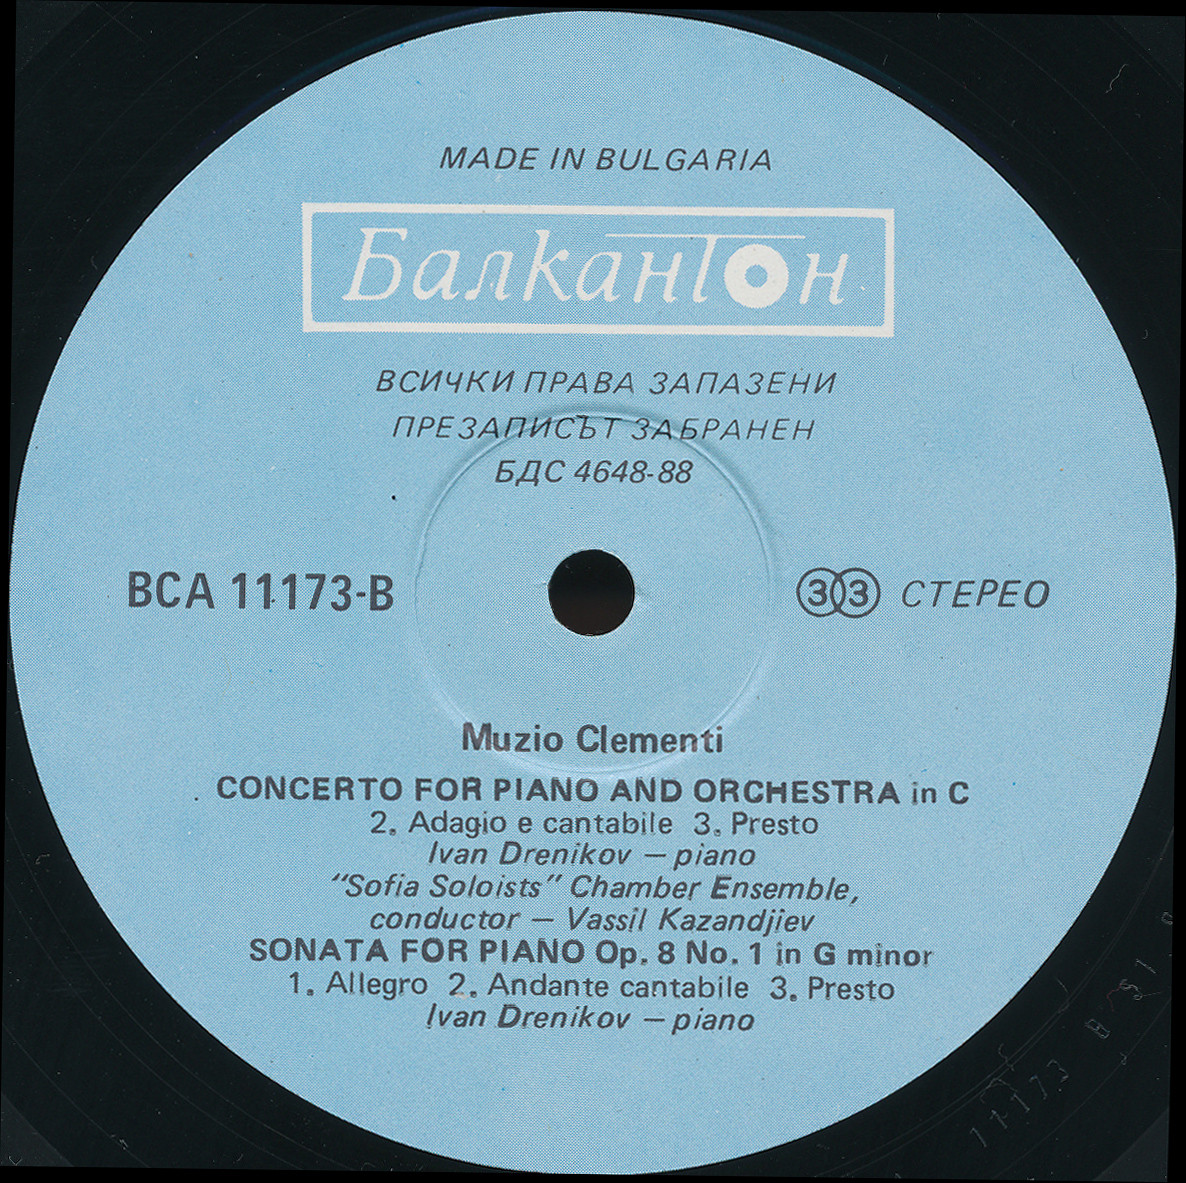 MADE IN BULGARIA
Балкантон
ВСИЧКИ ПРАВА ЗАПАЗЕНИ
ПРЕЗАПИСЪТ ЗАБРАНЕН
БДС 4648-88
ВСА 11173-В
33 СТЕРЕО
Muzio Clementi
CONCERTO FOR PIANO AND ORCHESTRA in C
2. Adagio e cantabile 3. Presto
Ivan Drenikov — piano
"Sofia Soloists" Chamber Ensemble,
conductor — Vassil Kazandjiev
SONATA FOR PIANO Op. 8 No. 1 in G minor
1. Allegro 2. Andante cantabile 3. Presto
Ivan Drenikov — piano
11173